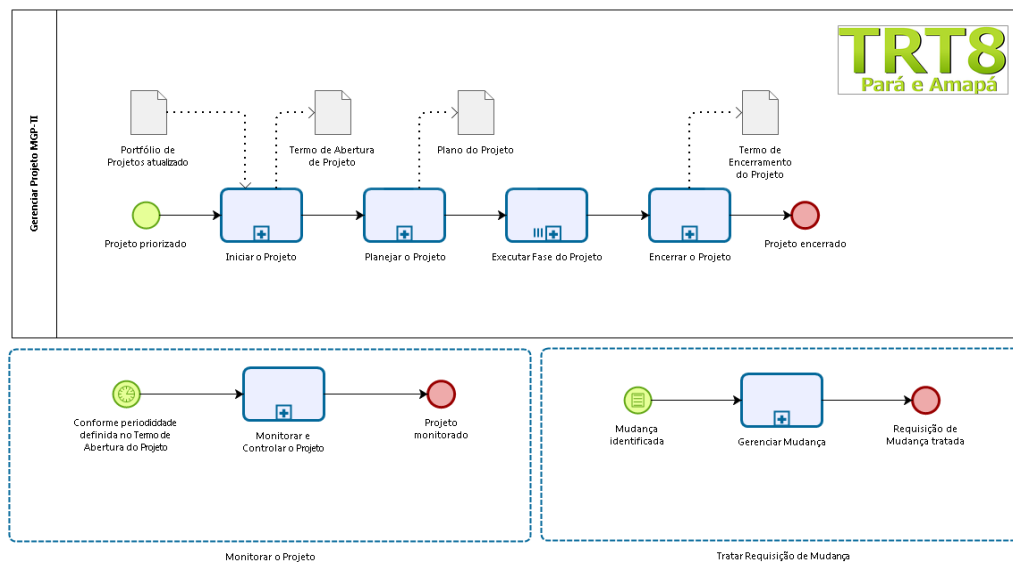 TRT8
Pará e Amapá
Gerenciar Projeto MGP-TI
Portfólio de
Projetos atualizado
Termo de Abertura
de Projeto
Plano do Projeto
Termo de
Encerramento
do Projeto
Projeto priorizado
Iniciar o Projeto
Planejar o Projeto
Executar Fase do Projeto
Encerrar o Projeto
Projeto encerrado
Conforme periodicidade
definida no Termo de
Abertura do Projeto
Monitorar e
Controlar o Projeto
Projeto
monitorado
Mudança
identificada
Gerenciar Mudança
Requisição de
Mudança tratada
Monitorar o Projeto
Tratar Requisição de Mudança